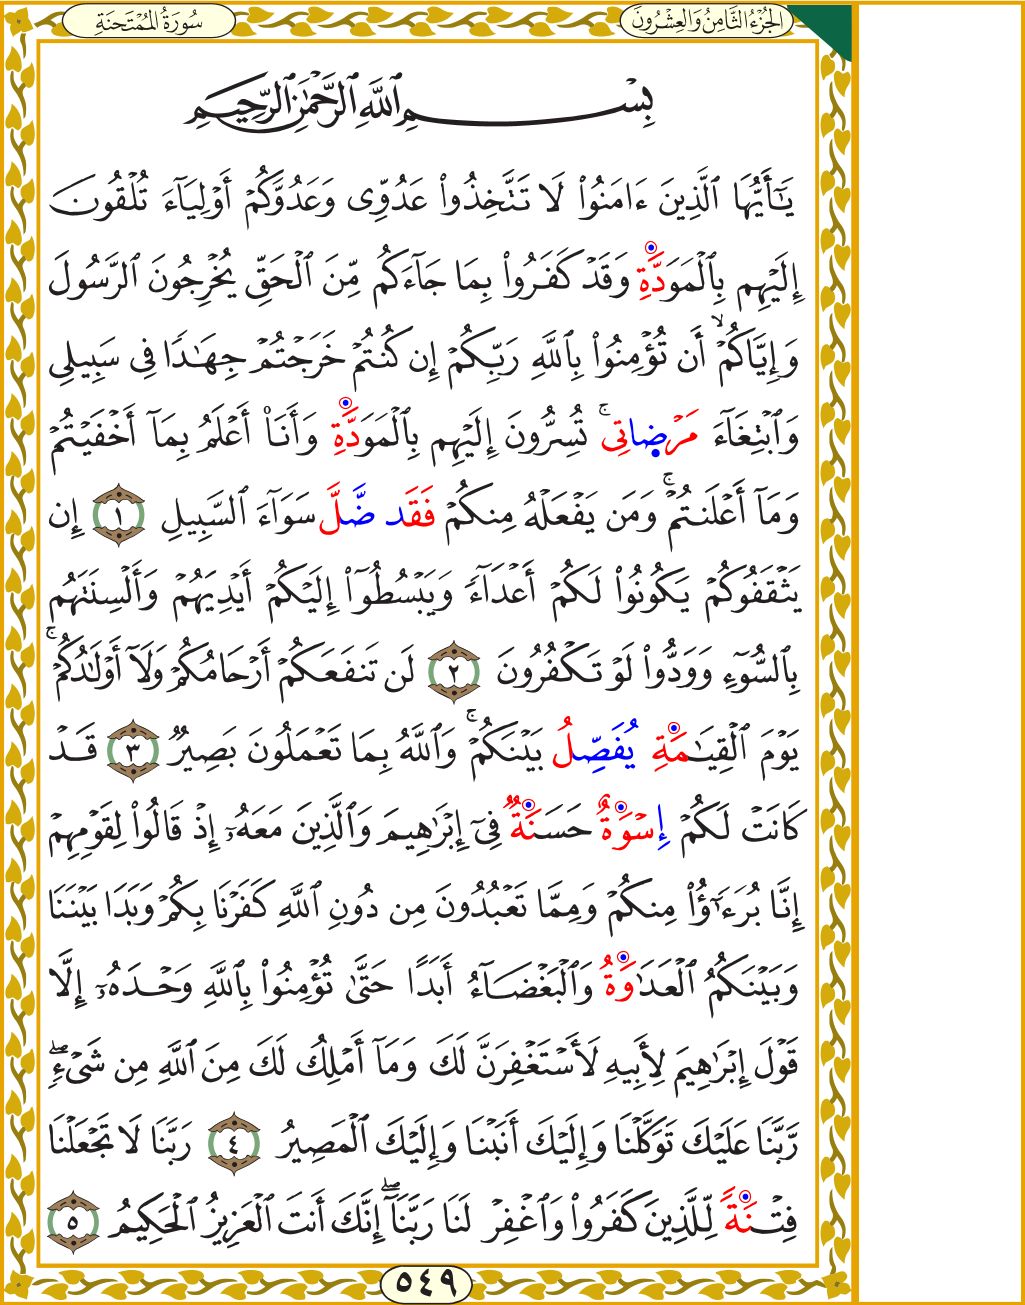 الجُزْءُ الثَّامِنُ وَالعِشْرُونَ
سُورَةُ المُمْتَحَنَةِ
بِسْمِ ٱللَّهِ ٱلرَّحْمَٰنِ ٱلرَّحِيمِ
يَٰٓأَيُّهَا ٱلَّذِينَ ءَامَنُوا۟ لَا تَتَّخِذُوا۟ عَدُوِّى وَعَدُوَّكُمْ أَوْلِيَآءَ تُلْقُونَ
إِلَيْهِم بِٱلْمَوَدَّةِ وَقَدْ كَفَرُوا۟ بِمَا جَآءَكُم مِّنَ ٱلْحَقِّ يُخْرِجُونَ ٱلرَّسُولَ
وَإِيَّاكُمْ ۙ أَن تُؤْمِنُوا۟ بِٱللَّهِ رَبِّكُمْ إِن كُنتُمْ خَرَجْتُمْ جِهَٰدًا فِى سَبِيلِى
وَٱبْتِغَآءَ مَرْضِاتِى ۚ تُسِرُّونَ إِلَيْهِم بِٱلْمَوَدَّةِ وَأَنَا۠ أَعْلَمُ بِمَآ أَخْفَيْتُمْ
وَمَآ أَعْلَنتُمْ ۚ وَمَن يَفْعَلْهُ مِنكُمْ فَقَد ضَّلَّ سَوَآءَ ٱلسَّبِيلِ ١ إِن
يَثْقَفُوكُمْ يَكُونُوا۟ لَكُمْ أَعْدَآءً وَيَبْسُطُوٓا۟ إِلَيْكُمْ أَيْدِيَهُمْ وَأَلْسِنَتَهُم
بِٱلسُّوٓءِ وَوَدُّوا۟ لَوْ تَكْفُرُونَ ٢ لَن تَنفَعَكُمْ أَرْحَامُكُمْ وَلَآ أَوْلَٰدُكُمْ ۚ
يَوْمَ ٱلْقِيَٰمَةِ يُفَصِّلُ بَيْنَكُمْ ۚ وَٱللَّهُ بِمَا تَعْمَلُونَ بَصِيرٌ ٣ قَدْ
كَانَتْ لَكُمْ إِسْوَةٌ حَسَنَةٌ فِىٓ إِبْرَٰهِيمَ وَٱلَّذِينَ مَعَهُۥٓ إِذْ قَالُوا۟ لِقَوْمِهِمْ
إِنَّا بُرَءَٰٓؤُا۟ مِنكُمْ وَمِمَّا تَعْبُدُونَ مِن دُونِ ٱللَّهِ كَفَرْنَا بِكُمْ وَبَدَا بَيْنَنَا
وَبَيْنَكُمُ ٱلْعَدَٰوَةُ وَٱلْبَغْضَآءُ أَبَدًا حَتَّىٰ تُؤْمِنُوا۟ بِٱللَّهِ وَحْدَهُۥٓ إِلَّا
قَوْلَ إِبْرَٰهِيمَ لِأَبِيهِ لَأَسْتَغْفِرَنَّ لَكَ وَمَآ أَمْلِكُ لَكَ مِنَ ٱللَّهِ مِن شَىْءٍ ۖ
رَّبَّنَا عَلَيْكَ تَوَكَّلْنَا وَإِلَيْكَ أَنَبْنَا وَإِلَيْكَ ٱلْمَصِيرُ ٤ رَبَّنَا لَا تَجْعَلْنَا
فِتْنَةً لِّلَّذِينَ كَفَرُوا۟ وَٱغْفِرْ لَنَا رَبَّنَآ ۖ إِنَّكَ أَنتَ ٱلْعَزِيزُ ٱلْحَكِيمُ ٥
٥٤٩